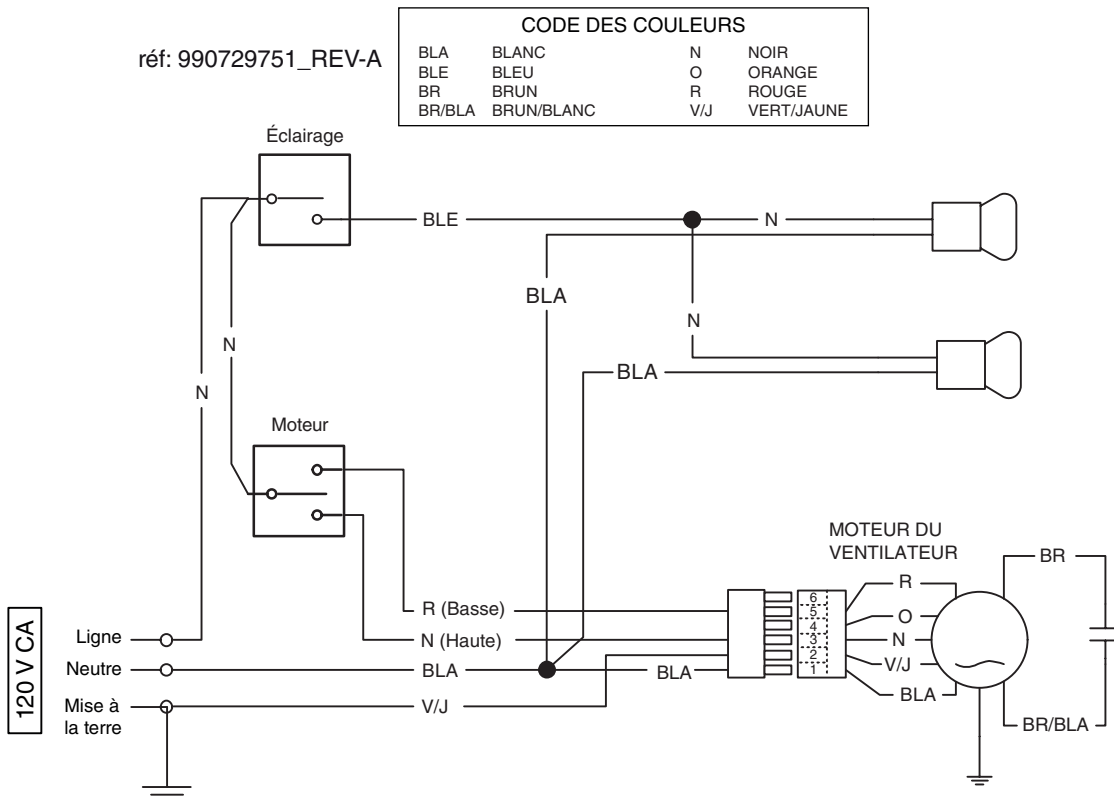 CODE DES COULEURS
réf: 990729751_REV-A
BLA BLANC N NOIR
BLE BLEU O ORANGE
BR BRUN R ROUGE
BR/BLA BRUN/BLANC V/J VERT/JAUNE
Éclairage
BLE
N
BLA
N
BLA
N
N
Moteur
MOTEUR DU
VENTILATEUR
R
BR
6
5
4
3
2
1
R (Basse)
O
120 V CA
Ligne
N (Haute)
N
Neutre
BLA
BLA
V/J
BLA
Mise à
la terre
V/J
BR/BLA